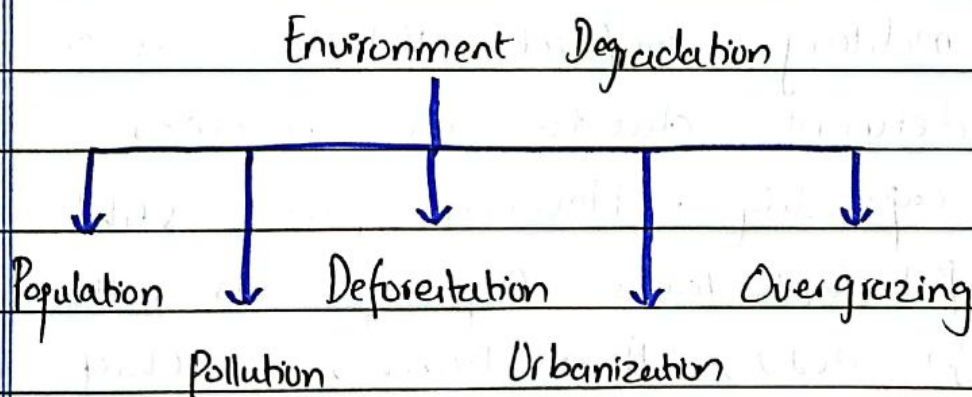 Environment Degradation
Population Deforestation Overgrazing
Pollution Urbanization